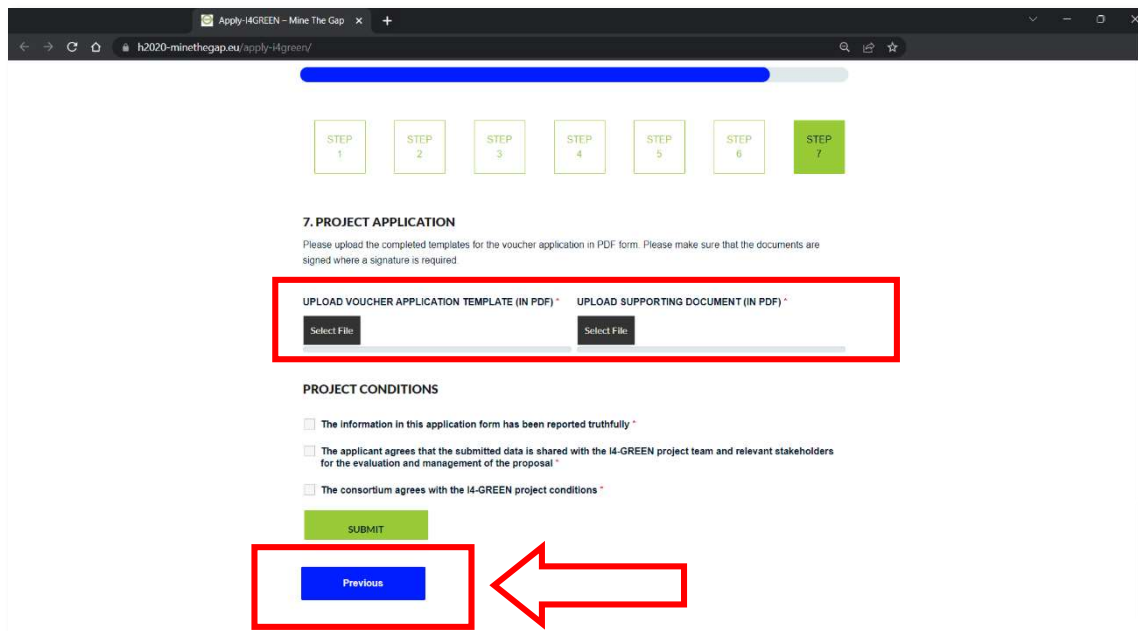 Apply-I4GREEN – Mine The Gap
h2020-minethegap.eu/apply-i4green/
STEP 1
STEP 2
STEP 3
STEP 4
STEP 5
STEP 6
STEP 7
7. PROJECT APPLICATION
Please upload the completed templates for the voucher application in PDF form. Please make sure that the documents are
signed where a signature is required.
UPLOAD VOUCHER APPLICATION TEMPLATE (IN PDF) * UPLOAD SUPPORTING DOCUMENT (IN PDF) *
Select File Select File
PROJECT CONDITIONS
The information in this application form has been reported truthfully *
The applicant agrees that the submitted data is shared with the I4-GREEN project team and relevant stakeholders
for the evaluation and management of the proposal *
The consortium agrees with the I4-GREEN project conditions *
SUBMIT
Previous